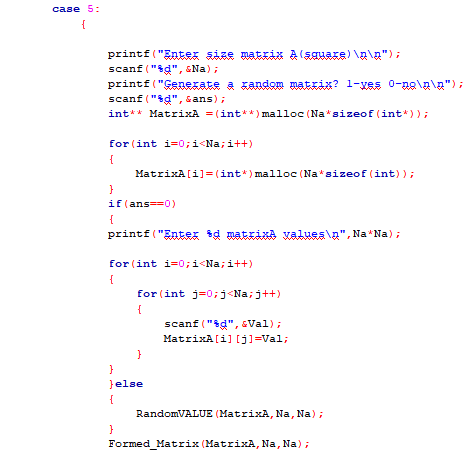 case 5:
{
printf("Enter size matrix A(square)\n\n");
scanf("%d",&Na);
printf("Generate a random matrix? 1-yes 0-no\n\n");
scanf("%d",&ans);
int** MatrixA =(int**)malloc(Na*sizeof(int*));
for(int i=0;i<Na;i++)
{
MatrixA[i]=(int*)malloc(Na*sizeof(int));
}
if(ans==0)
{
printf("Enter %d matrixA values\n",Na*Na);
for(int i=0;i<Na;i++)
{
for(int j=0;j<Na;j++)
{
scanf("%d",&Val);
MatrixA[i][j]=Val;
}
}
}else
{
RandomVALUE(MatrixA,Na,Na);
}
Formed_Matrix(MatrixA,Na,Na);